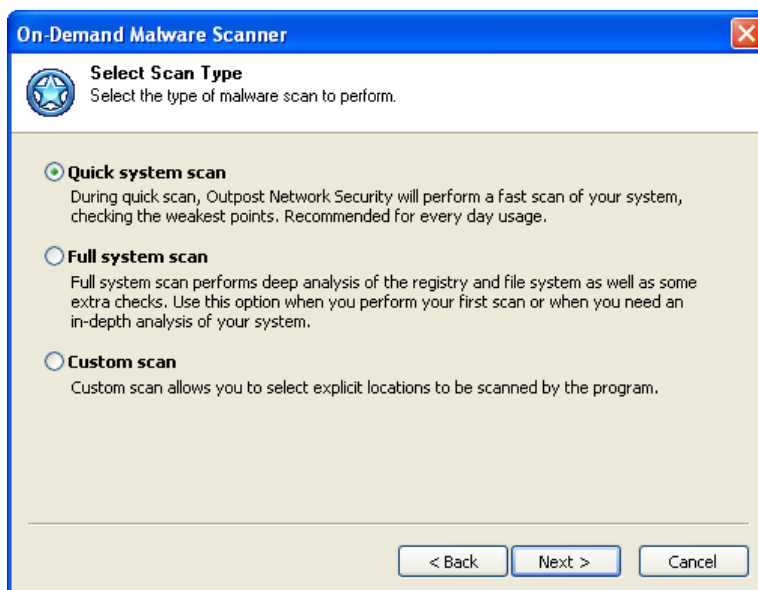 On-Demand Malware Scanner
Select Scan Type
Select the type of malware scan to perform.
Quick system scan
During quick scan, Outpost Network Security will perform a fast scan of your system,
checking the weakest points. Recommended for every day usage.
Full system scan
Full system scan performs deep analysis of the registry and file system as well as some
extra checks. Use this option when you perform your first scan or when you need an
in-depth analysis of your system.
Custom scan
Custom scan allows you to select explicit locations to be scanned by the program.
< Back
Next >
Cancel